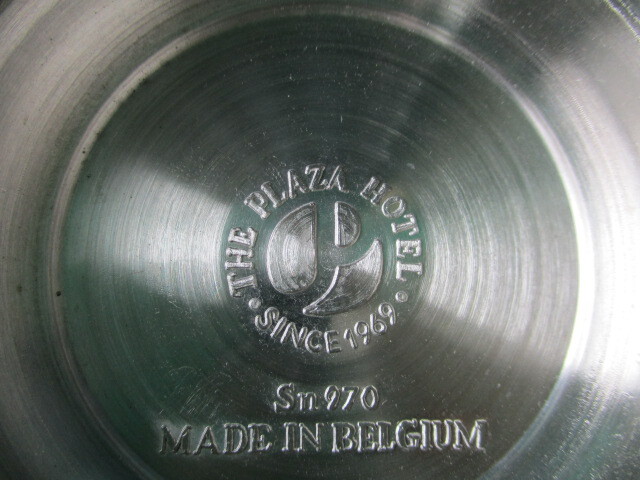 · THE PLAZA HOTEL ·
SINCE 1969
Sn 970
MADE IN BELGIUM